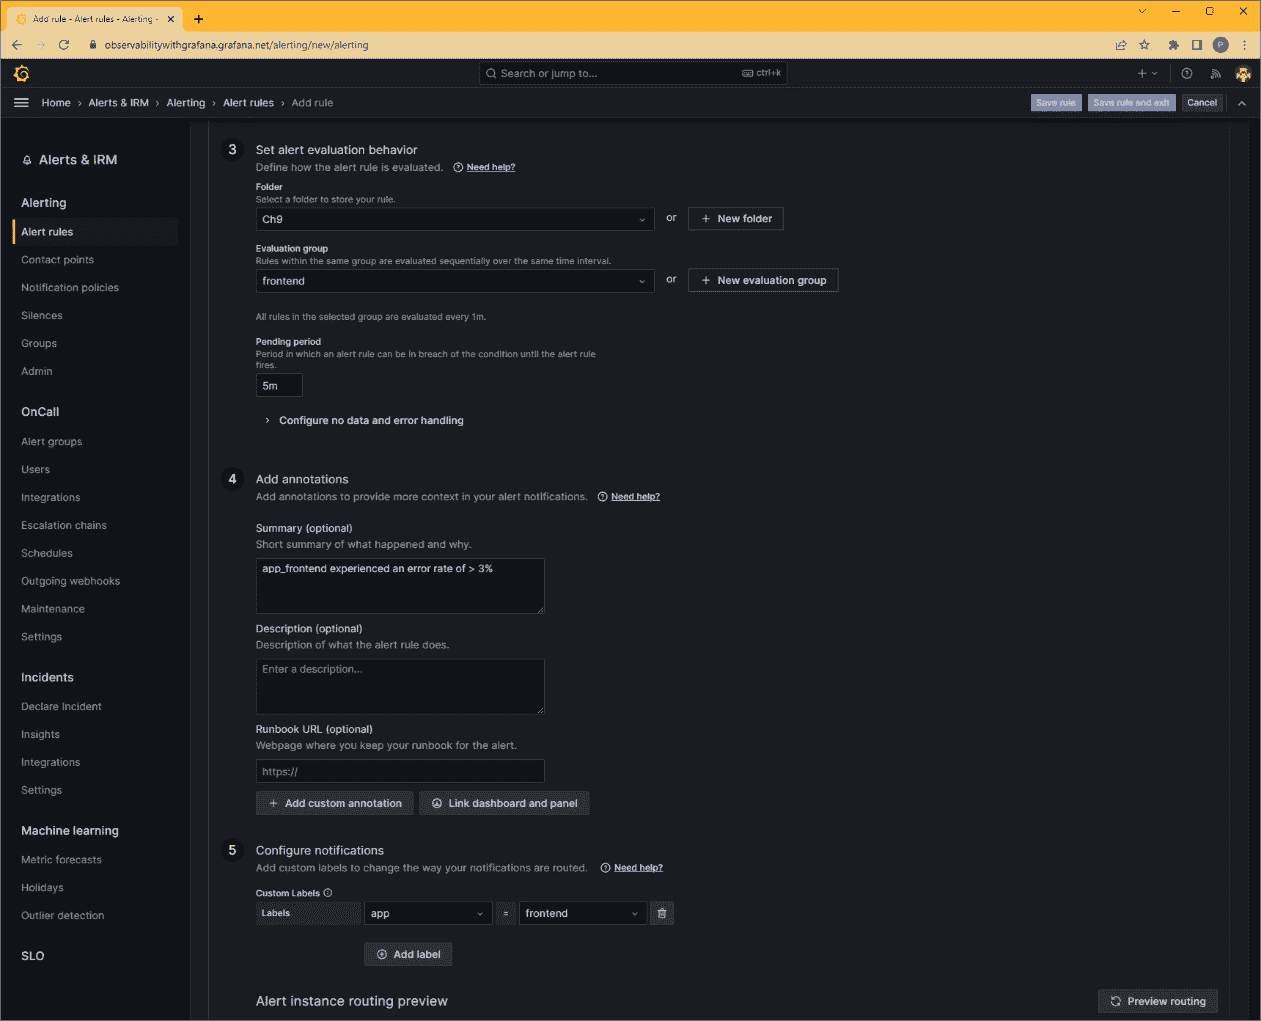 Add rule - Alert rules - Alerting -
observabilitywithgrafana.grafana.net/alerting/new/alerting
P
Search or jump to...
ctrl+k
Home › Alerts & IRM › Alerting › Alert rules › Add rule
Save rule
Save rule and exit
Cancel
Alerts & IRM
Alerting
Alert rules
Contact points
Notification policies
Silences
Groups
Admin
OnCall
Alert groups
Users
Integrations
Escalation chains
Schedules
Outgoing webhooks
Maintenance
Settings
Incidents
Declare Incident
Insights
Integrations
Settings
Machine learning
Metric forecasts
Holidays
Outlier detection
SLO
3 Set alert evaluation behavior
Define how the alert rule is evaluated. Need help?
Folder
Select a folder to store your rule.
Ch9 or + New folder
Evaluation group
Rules within the same group are evaluated sequentially over the same time interval.
frontend or + New evaluation group
All rules in the selected group are evaluated every 1m.
Pending period
Period in which an alert rule can be in breach of the condition until the alert rule
fires.
5m
Configure no data and error handling
4 Add annotations
Add annotations to provide more context in your alert notifications. Need help?
Summary (optional)
Short summary of what happened and why.
app_frontend experienced an error rate of > 3%
Description (optional)
Description of what the alert rule does.
Enter a description...
Runbook URL (optional)
Webpage where you keep your runbook for the alert.
https://
+ Add custom annotation Link dashboard and panel
5 Configure notifications
Add custom labels to change the way your notifications are routed. Need help?
Custom Labels
Labels app = frontend
Add label
Alert instance routing preview
Preview routing